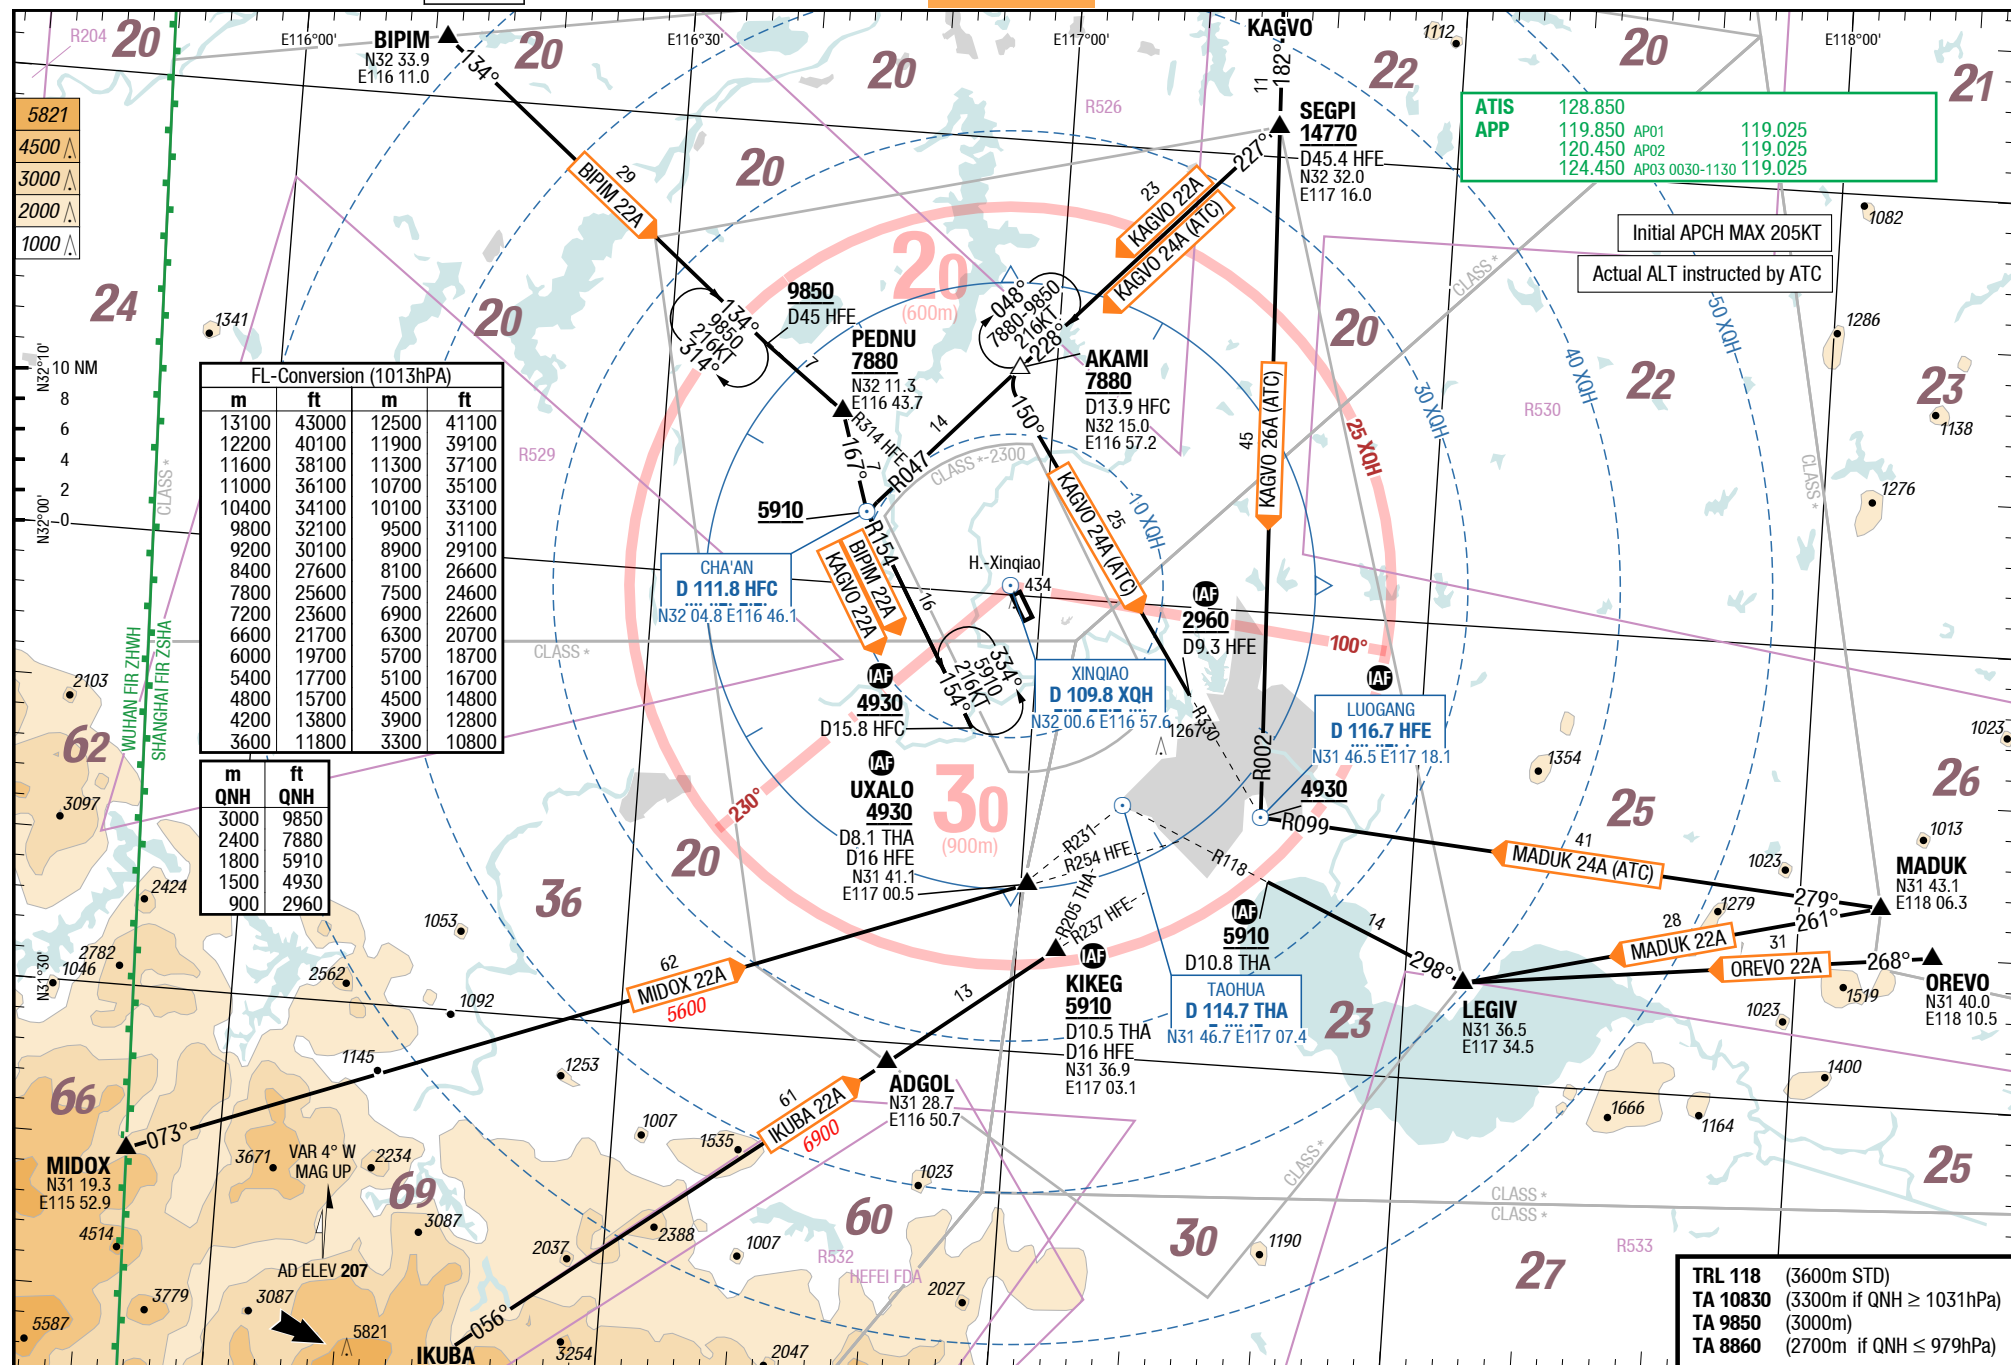 R204
20
E116°00'
BIPIM
N32 33.9
E116 11.0
134°
20
E116°30'
20
E117°00'
KAGVO
182°
11
1112
22
20
E118°00'
21
5821
4500
3000
2000
1000
R526
SEGPI
14770
D45.4 HFE
N32 32.0
E117 16.0
227°
ATIS 128.850
APP 119.850 AP01 119.025
120.450 AP02 119.025
124.450 AP03 0030-1130 119.025
29
BIPIM 22A
20
23
KAGVO 22A
KAGVO 24A (ATC)
1082
Initial APCH MAX 205KT
Actual ALT instructed by ATC
CLASS *
50 XQH
24
1341
20
20
(600m)
9850
D45 HFE
134°
9850
216KT
314°
7
048°
7880-9850
216KT
228°
20
1286
40 XQH
PEDNU
7880
N32 11.3
E116 43.7
AKAMI
7880
D13.9 HFC
N32 15.0
E116 57.2
22
23
30 XQH
N32°10'
10 NM
8
6
4
2
0
N32°00'
FL-Conversion (1013hPA)
m ft m ft
13100 43000 12500 41100
12200 40100 11900 39100
11600 38100 11300 37100
11000 36100 10700 35100
10400 34100 10100 33100
9800 32100 9500 31100
9200 30100 8900 29100
8400 27600 8100 26600
7800 25600 7500 24600
7200 23600 6900 22600
6600 21700 6300 20700
6000 19700 5700 18700
5400 17700 5100 16700
4800 15700 4500 14800
4200 13800 3900 12800
3600 11800 3300 10800
CLASS *
R529
R314 HFE
167°
7
14
R047
CLASS *-2300
150°
KAGVO 26A (ATC)
45
25 XQH
R530
1138
CLASS *
1276
5910
R154
BIPIM 22A
KAGVO 22A
16
KAGVO 24A (ATC)
25
10 XQH
CHA'AN
D 111.8 HFC
N32 04.8 E116 46.1
H.-Xinqiao
434
IAF
2960
D9.3 HFE
100°
CLASS *
WUHAN FIR ZHWH
SHANGHAI FIR ZSHA
2103
62
IAF
4930
D15.8 HFC
334°
5910
216KT
154°
XINQIAO
D 109.8 XQH
N32 00.6 E116 57.6
1267
R330
IAF
LUOGANG
D 116.7 HFE
N31 46.5 E117 18.1
R002
1023
1354
26
m ft
QNH QNH
3000 9850
2400 7880
1800 5910
1500 4930
900 2960
3097
230°
IAF
UXALO
4930
D8.1 THA
D16 HFE
N31 41.1
E117 00.5
30
(900m)
4930
R099
25
1013
20
R231
R254 HFE
R118
41
MADUK 24A (ATC)
1023
MADUK
N31 43.1
E118 06.3
279°
261°
2424
36
1053
R205 THA
R237 HFE
IAF
5910
D10.8 THA
14
298°
28
MADUK 22A
1279
31
OREVO 22A
268°
OREVO
N31 40.0
E118 10.5
1519
N31°30'
2782
1046
2562
1092
62
MIDOX 22A
5600
13
IAF
KIKEG
5910
D10.5 THA
D16 HFE
N31 36.9
E117 03.1
TAOHUA
D 114.7 THA
N31 46.7 E117 07.4
23
LEGIV
N31 36.5
E117 34.5
1023
1145
1253
66
ADGOL
N31 28.7
E116 50.7
61
IKUBA 22A
6900
1400
1666
1164
073°
MIDOX
N31 19.3
E115 52.9
1007
1535
3671
VAR 4° W
MAG UP
2234
69
1023
CLASS *
25
CLASS *
CLASS *
4514
3087
2388
2037
60
1007
R532
HEFEI FDA
30
1190
27
R533
AD ELEV 207
3779
3087
5821
5587
056°
IKUBA
3254
2027
2047
TRL 118 (3600m STD)
TA 10830 (3300m if QNH ≥ 1031hPa)
TA 9850 (3000m)
TA 8860 (2700m if QNH ≤ 979hPa)